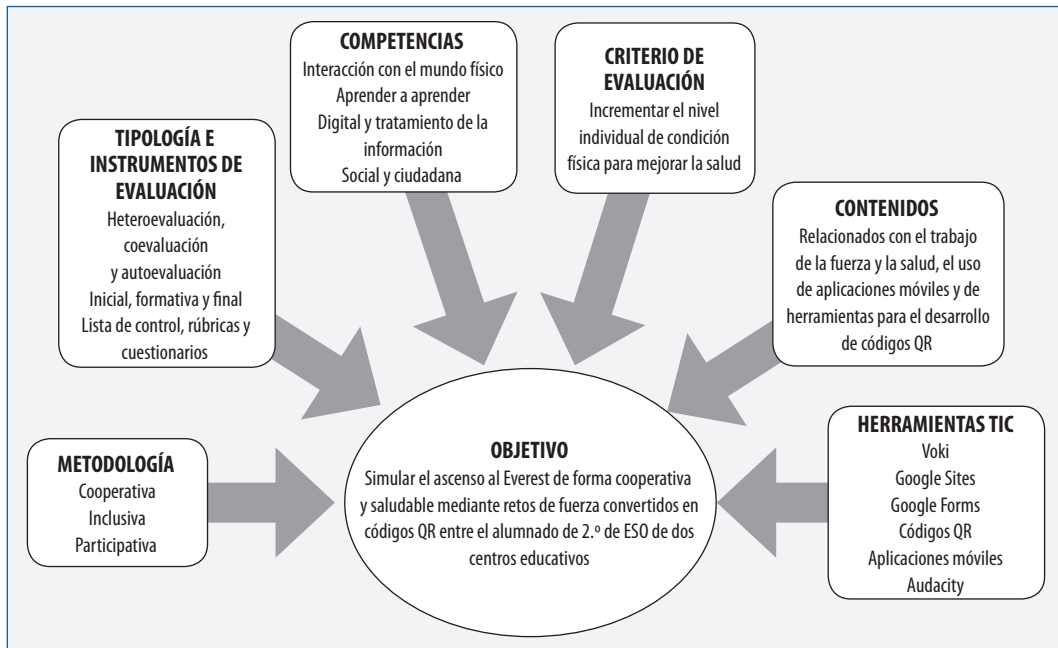 COMPETENCIAS
Interacción con el mundo físico
Aprender a aprender
Digital y tratamiento de la
información
Social y ciudadana
CRITERIO DE
EVALUACIÓN
Incrementar el nivel
individual de condición
física para mejorar la salud
TIPOLOGÍA E
INSTRUMENTOS DE
EVALUACIÓN
Heteroevaluación,
coevaluación
y autoevaluación
Inicial, formativa y final
Lista de control, rúbricas y
cuestionarios
CONTENIDOS
Relacionados con el trabajo
de la fuerza y la salud, el uso
de aplicaciones móviles y de
herramientas para el desarrollo
de códigos QR
METODOLOGÍA
Cooperativa
Inclusiva
Participativa
OBJETIVO
Simular el ascenso al Everest de forma cooperativa
y saludable mediante retos de fuerza convertidos en
códigos QR entre el alumnado de 2.º de ESO de dos
centros educativos
HERRAMIENTAS TIC
Voki
Google Sites
Google Forms
Códigos QR
Aplicaciones móviles
Audacity